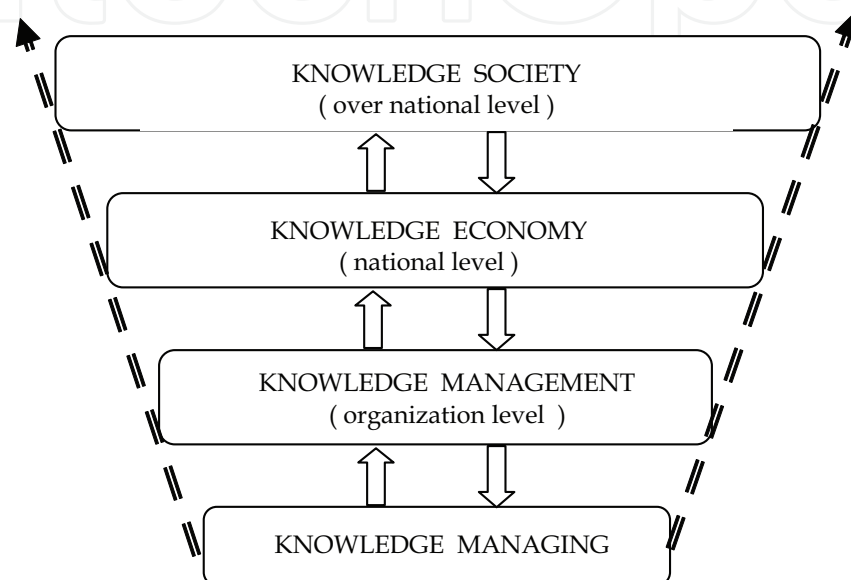 KNOWLEDGE SOCIETY
( over national level )
KNOWLEDGE ECONOMY
( national level )
KNOWLEDGE MANAGEMENT
( organization level )
KNOWLEDGE MANAGING